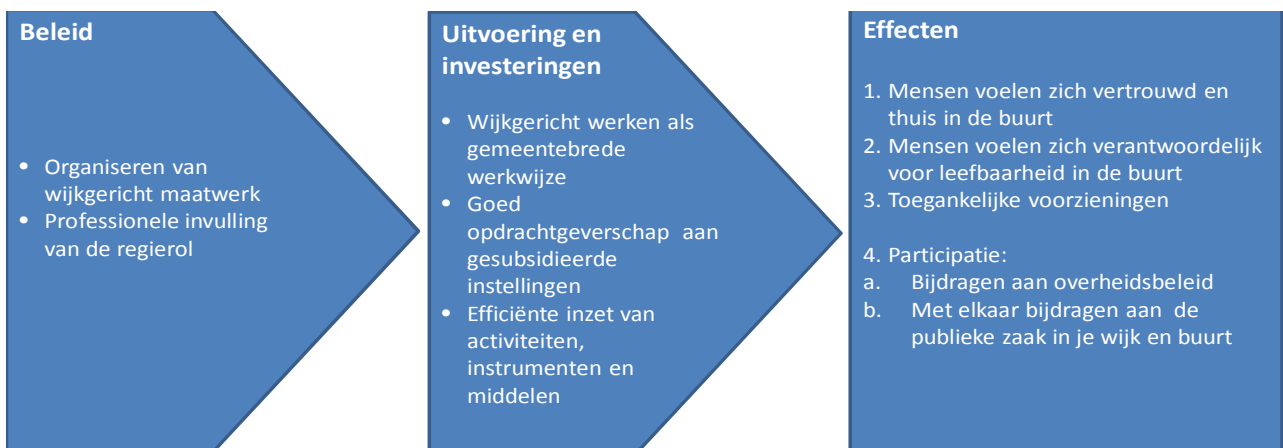 Beleid
• Organiseren van
wijkgericht maatwerk
• Professionele invulling
van de regierol
Uitvoering en
investeringen
• Wijkgericht werken als
gemeentebrede
werkwijze
• Goed
opdrachtgeverschap aan
gesubsidieerde
instellingen
• Efficiënte inzet van
activiteiten,
instrumenten en
middelen
Effecten
1. Mensen voelen zich vertrouwd en
thuis in de buurt
2. Mensen voelen zich verantwoordelijk
voor leefbaarheid in de buurt
3. Toegankelijke voorzieningen
4. Participatie:
a. Bijdragen aan overheidsbeleid
b. Met elkaar bijdragen aan de
publieke zaak in je wijk en buurt